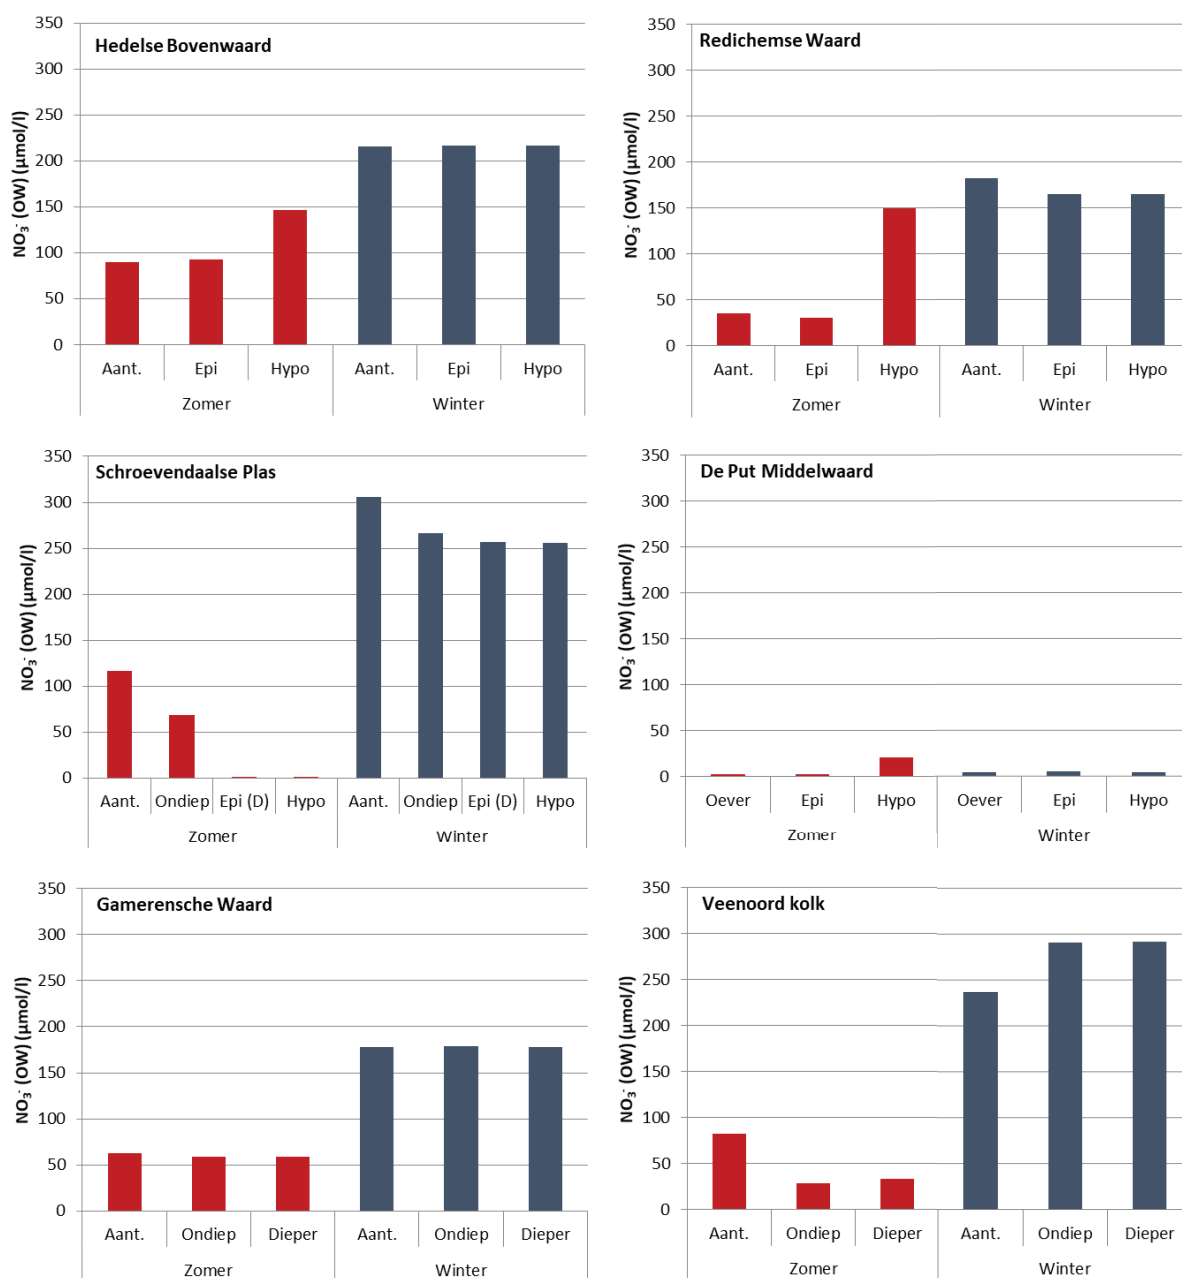 Hedelse Bovenwaard
NO₃⁻ (OW) (µmol/l)
350
300
250
200
150
100
50
0
Aant. Epi Hypo Aant. Epi Hypo
Zomer Winter
Redichemse Waard
NO₃⁻ (OW) (µmol/l)
350
300
250
200
150
100
50
0
Aant. Epi Hypo Aant. Epi Hypo
Zomer Winter
Schroevendaalse Plas
NO₃⁻ (OW) (µmol/l)
350
300
250
200
150
100
50
0
Aant. Ondiep Epi (D) Hypo Aant. Ondiep Epi (D) Hypo
Zomer Winter
De Put Middelwaard
NO₃⁻ (OW) (µmol/l)
350
300
250
200
150
100
50
0
Oever Epi Hypo Oever Epi Hypo
Zomer Winter
Gamerensche Waard
NO₃⁻ (OW) (µmol/l)
350
300
250
200
150
100
50
0
Aant. Ondiep Dieper Aant. Ondiep Dieper
Zomer Winter
Veenoord kolk
NO₃⁻ (OW) (µmol/l)
350
300
250
200
150
100
50
0
Aant. Ondiep Dieper Aant. Ondiep Dieper
Zomer Winter